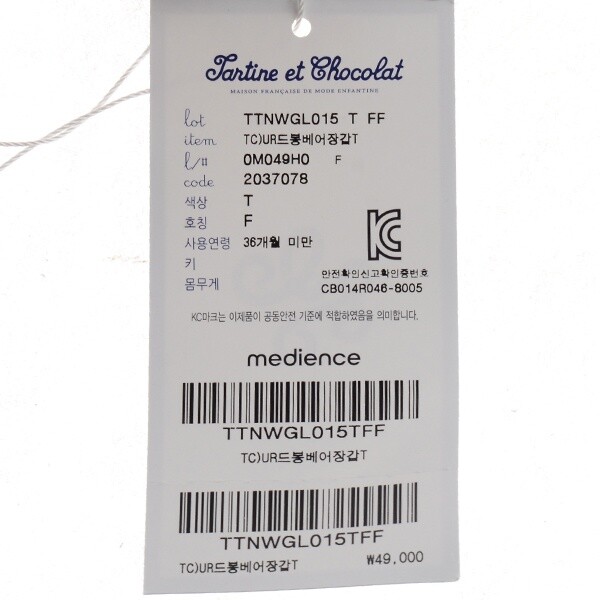 Tartine et Chocolat
MAISON FRANÇAISE DE MODE ENFANTINE
lot TTNWGL015 T FF
item TC)UR드봉베어장갑T
l/# 0M049H0 F
code 2037078
색상 T
호칭 F
사용연령 36개월 미만
키
몸무게
KC
안전확인신고확인증번호
CB014R046-8005
KC마크는 이제품이 공통안전 기준에 적합하였음을 의미합니다.
medience
TTNWGL015TFF
TC)UR드봉베어장갑T
TTNWGL015TFF
TC)UR드봉베어장갑T ₩49,000